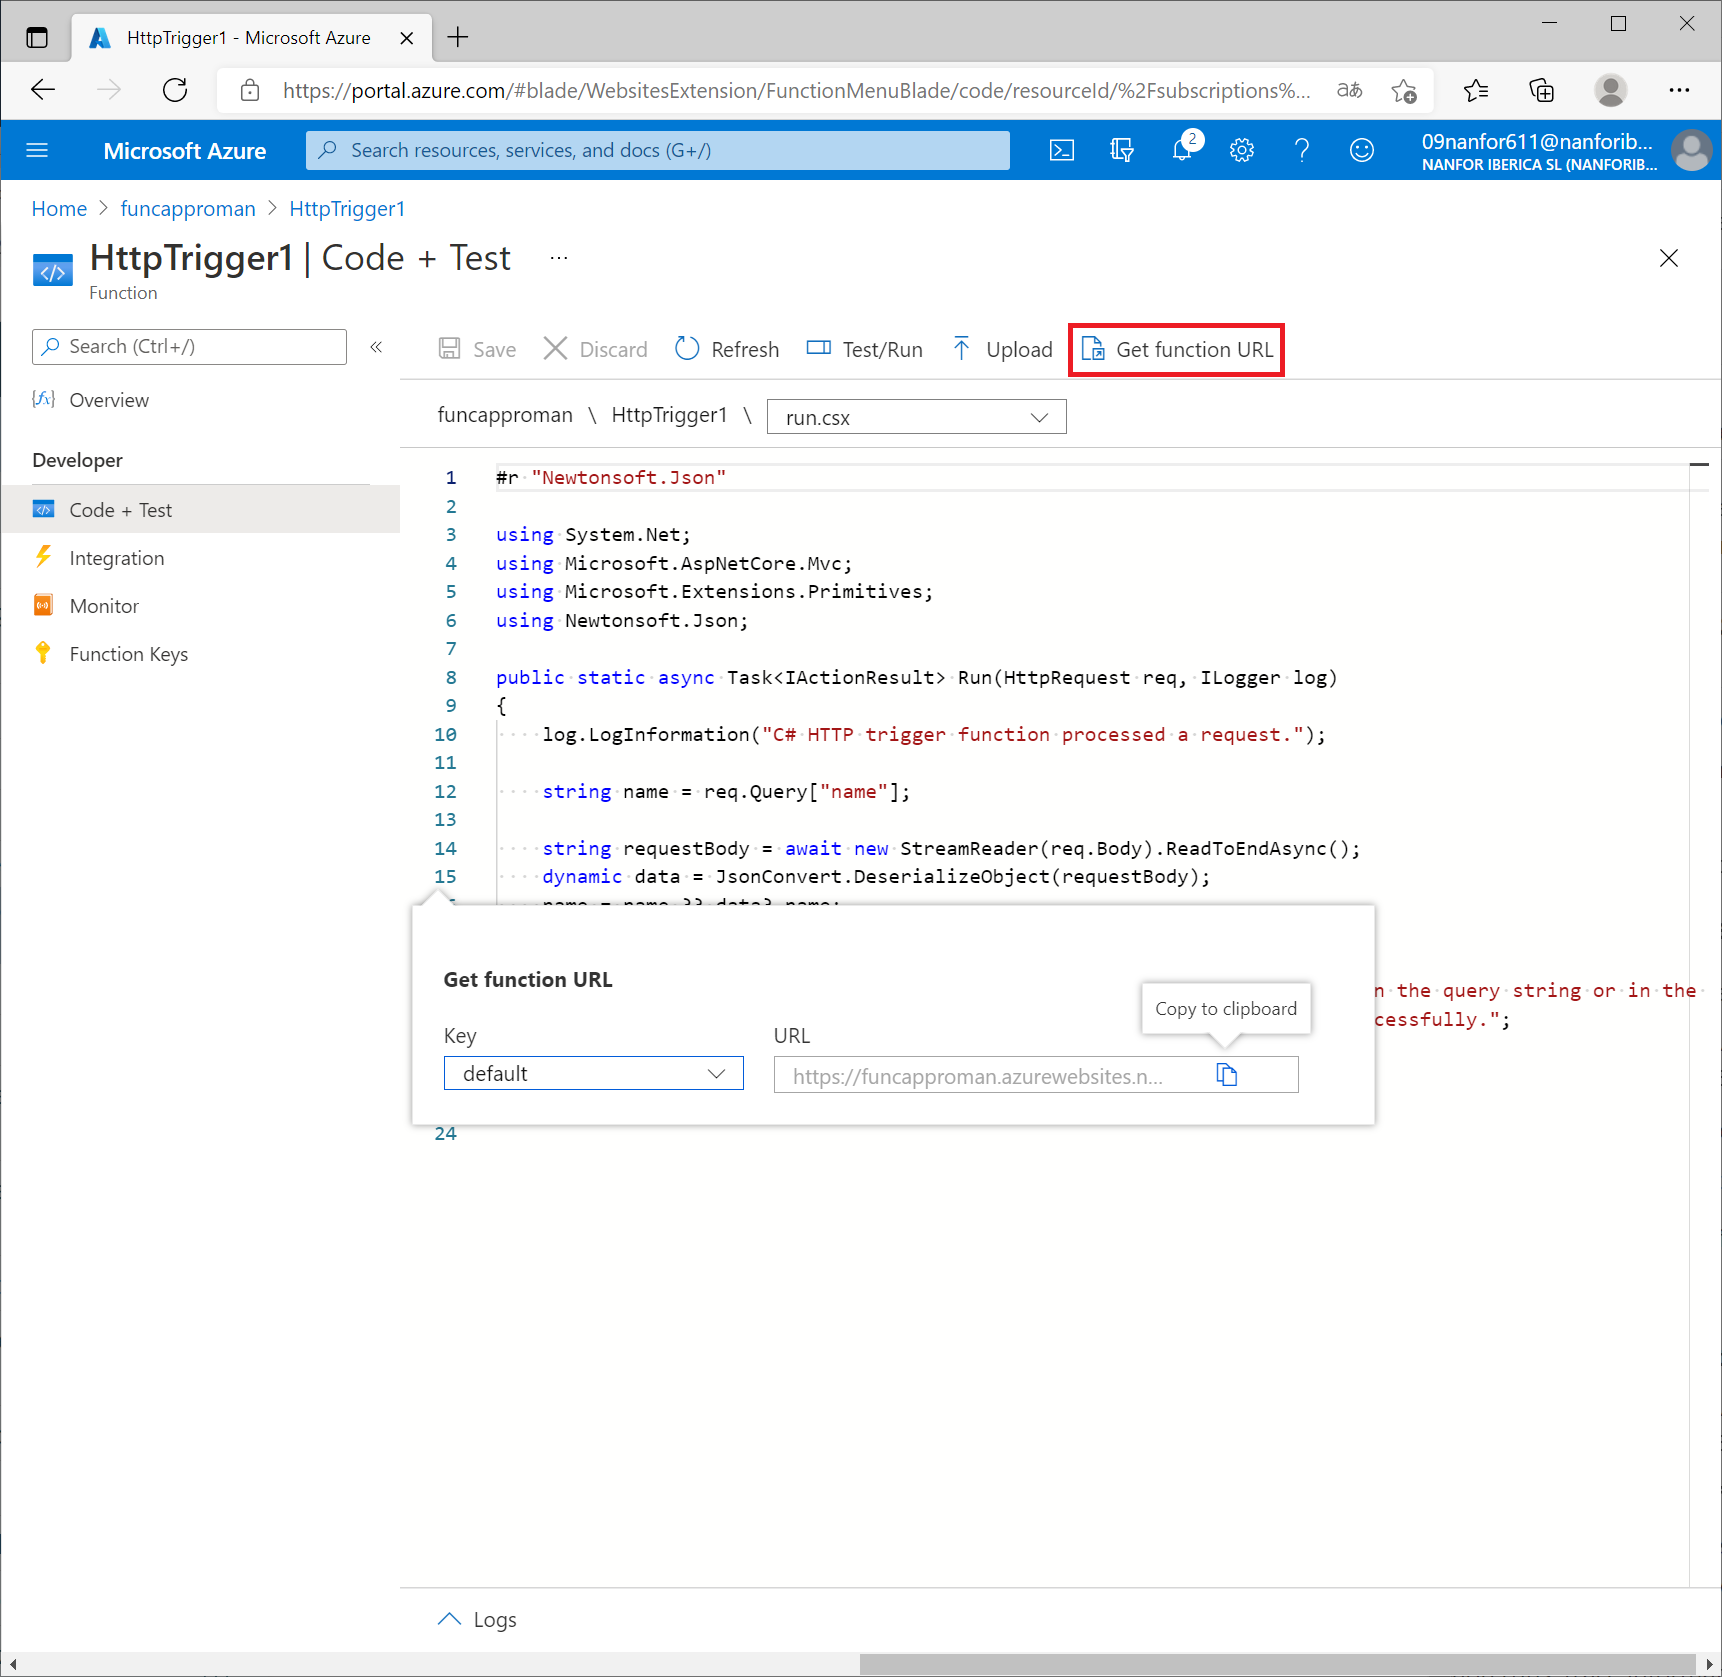 HttpTrigger1 - Microsoft Azure
https://portal.azure.com/#blade/WebsitesExtension/FunctionMenuBlade/code/resourceId/%2Fsubscriptions%...
aあ
Microsoft Azure
Search resources, services, and docs (G+/)
2
09nanfor611@nanforib...
NANFOR IBERICA SL (NANFORIB...
Home > funcapproman > HttpTrigger1
HttpTrigger1 | Code + Test ...
Function
Search (Ctrl+/)
Overview
Developer
Code + Test
Integration
Monitor
Function Keys
Save Discard Refresh Test/Run Upload Get function URL
funcapproman \ HttpTrigger1 \ run.csx
1 #r "Newtonsoft.Json"
2
3 using System.Net;
4 using Microsoft.AspNetCore.Mvc;
5 using Microsoft.Extensions.Primitives;
6 using Newtonsoft.Json;
7
8 public static async Task<IActionResult> Run(HttpRequest req, ILogger log)
9 {
10 log.LogInformation("C# HTTP trigger function processed a request.");
11
12 string name = req.Query["name"];
13
14 string requestBody = await new StreamReader(req.Body).ReadToEndAsync();
15 dynamic data = JsonConvert.DeserializeObject(requestBody);
name = name ?? data?.name;
n the query string or in the
cessfully.";
Get function URL
Copy to clipboard
Key
default
URL
https://funcapproman.azurewebsites.n...
24
Logs